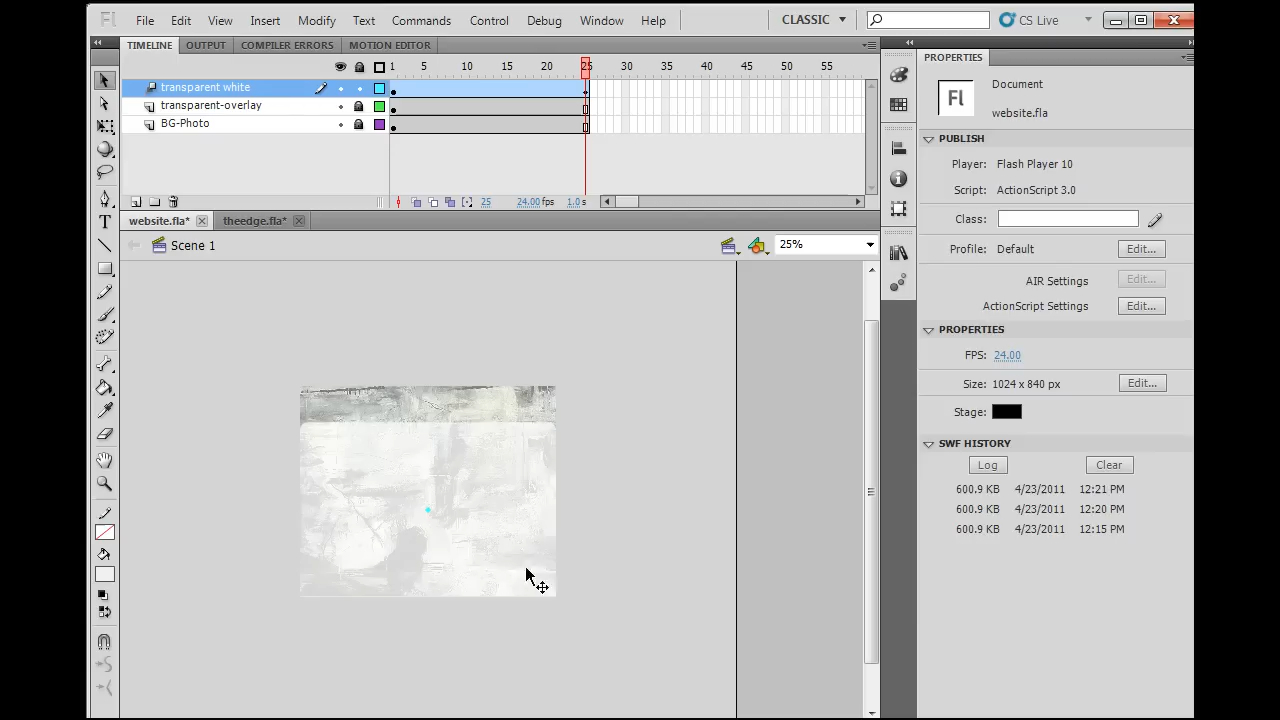 Fl File Edit View Insert Modify Text Commands Control Debug Window Help CLASSIC CS Live
TIMELINE OUTPUT COMPILER ERRORS MOTION EDITOR
1 5 10 15 20 25 30 35 40 45 50 55
transparent white
transparent-overlay
BG-Photo
25 24.00 fps 1.0 s
website.fla* theedge.fla*
Scene 1 25%
PROPERTIES
Fl
Document
website.fla
PUBLISH
Player: Flash Player 10
Script: ActionScript 3.0
Class:
Profile: Default Edit...
AIR Settings Edit...
ActionScript Settings Edit...
PROPERTIES
FPS: 24.00
Size: 1024 x 840 px Edit...
Stage:
SWF HISTORY
Log Clear
600.9 KB 4/23/2011 12:21 PM
600.9 KB 4/23/2011 12:20 PM
600.9 KB 4/23/2011 12:15 PM